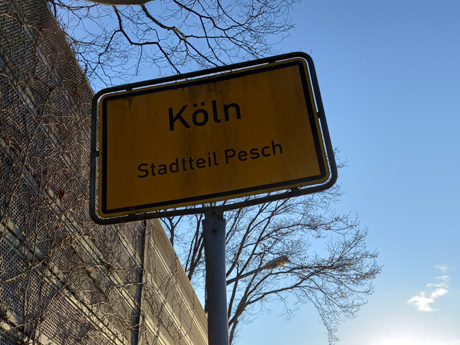 Köln
Stadtteil Pesch